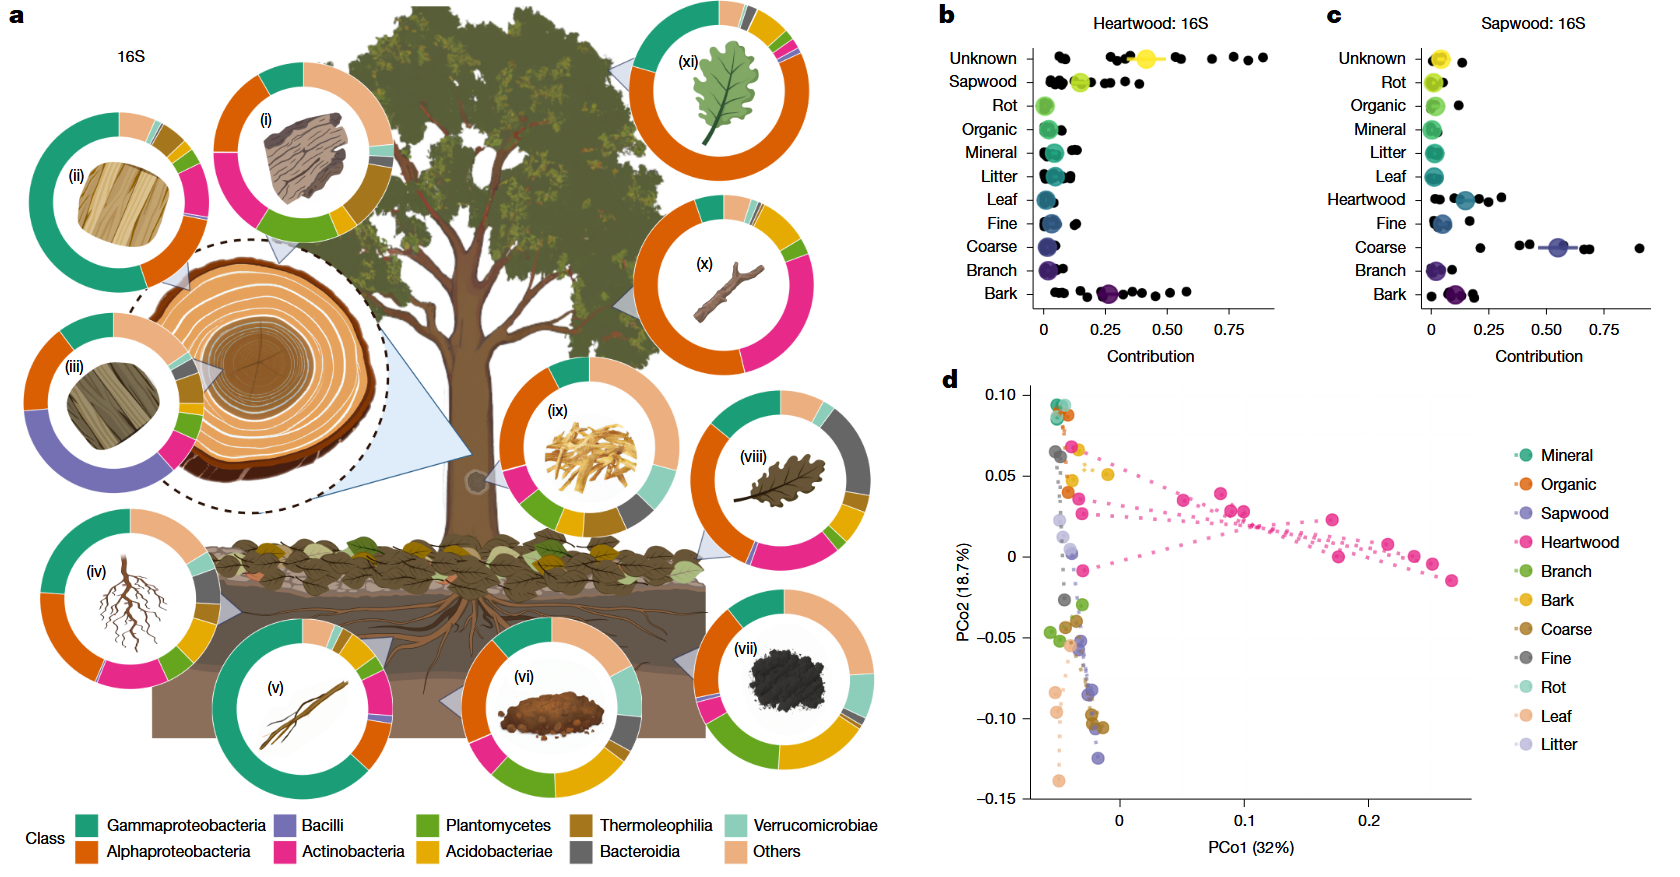 a
16S
(i)
(ii)
(iii)
(iv)
(v)
(vi)
(vii)
(viii)
(ix)
(x)
(xi)
Class
Gammaproteobacteria
Bacilli
Plantomycetes
Thermoleophilia
Verrucomicrobiae
Alphaproteobacteria
Actinobacteria
Acidobacteriae
Bacteroidia
Others
b
Heartwood: 16S
Unknown
Sapwood
Rot
Organic
Mineral
Litter
Leaf
Fine
Coarse
Branch
Bark
0 0.25 0.50 0.75
Contribution
c
Sapwood: 16S
Unknown
Rot
Organic
Mineral
Litter
Leaf
Heartwood
Fine
Coarse
Branch
Bark
0 0.25 0.50 0.75
Contribution
d
PCo2 (18.7%)
0.10
0.05
0
−0.05
−0.10
−0.15
0 0.1 0.2
PCo1 (32%)
Mineral
Organic
Sapwood
Heartwood
Branch
Bark
Coarse
Fine
Rot
Leaf
Litter